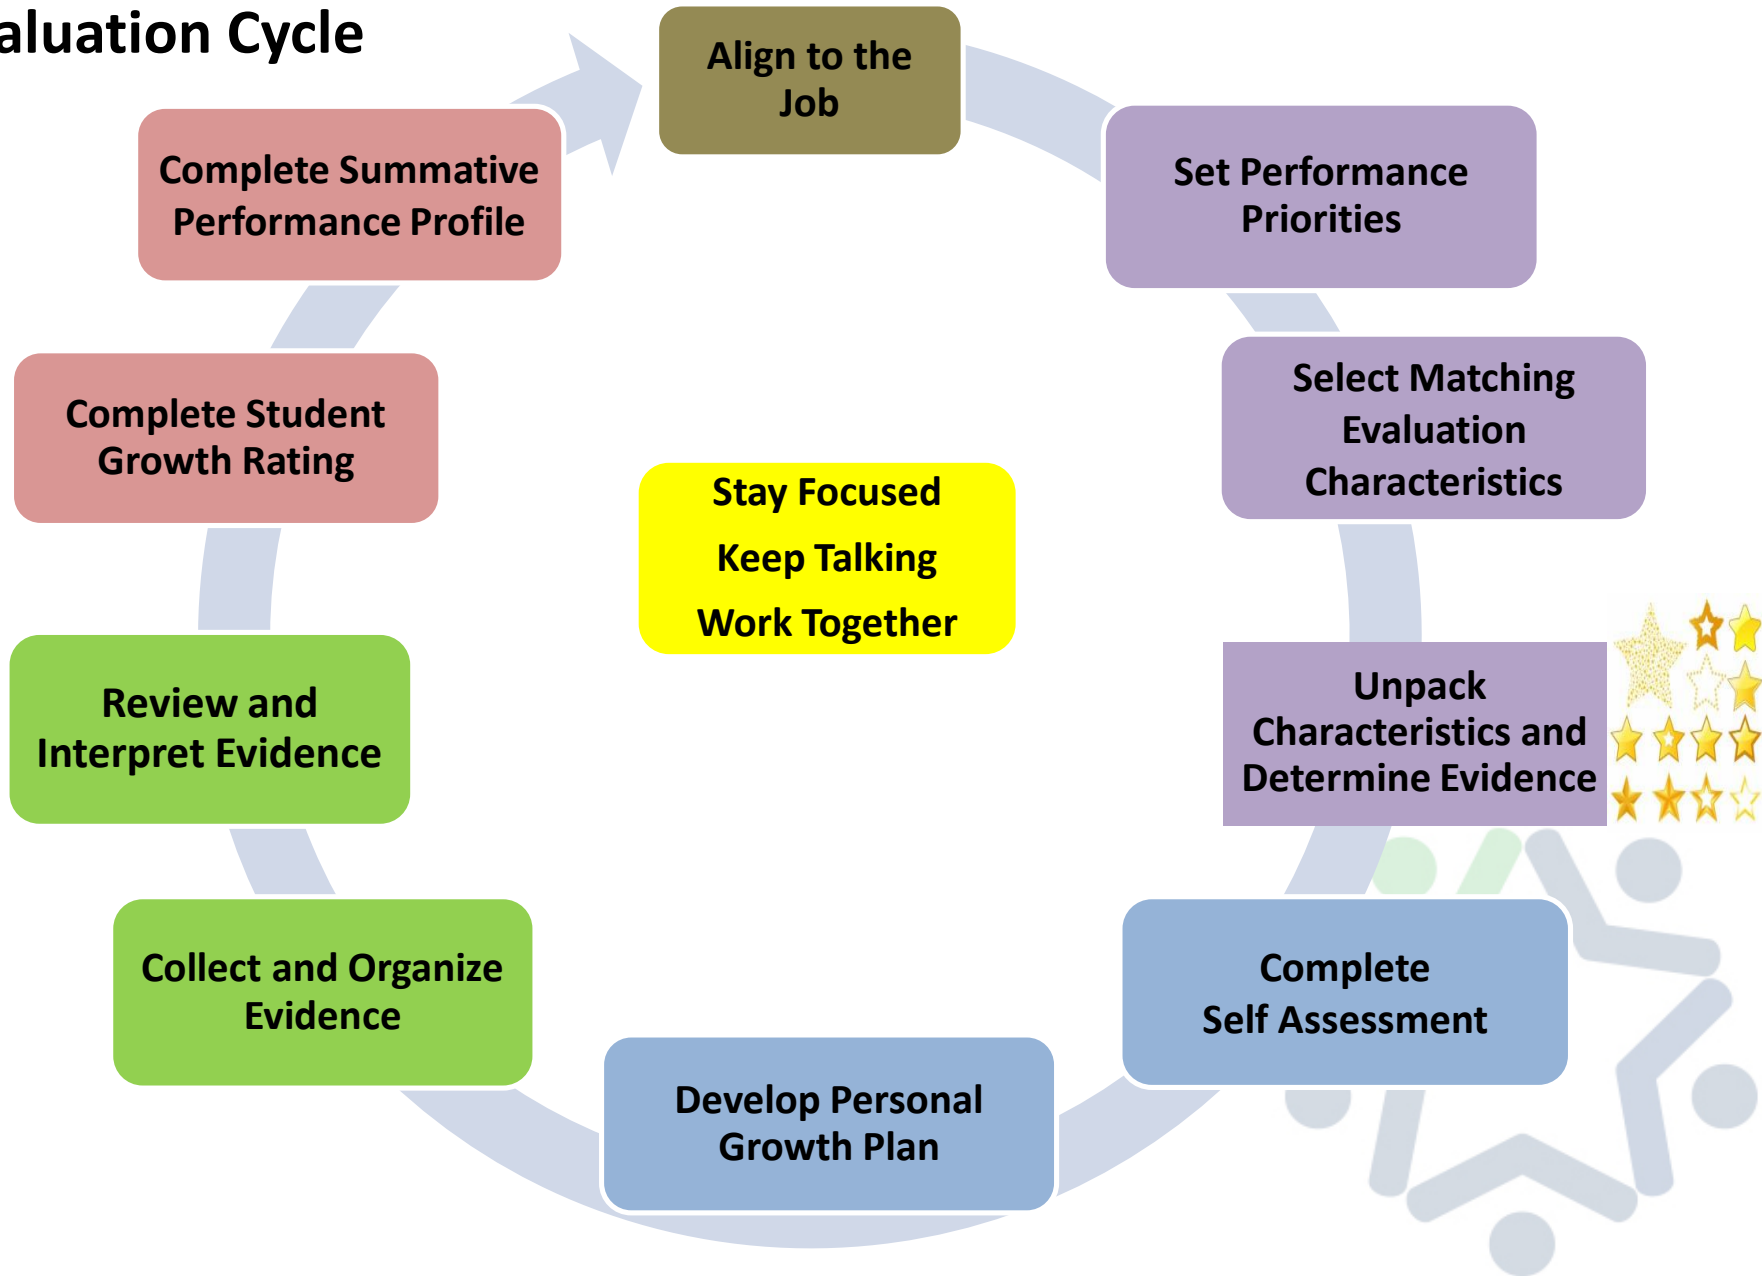 aluation Cycle
Align to the
Job
Set Performance
Priorities
Select Matching
Evaluation
Characteristics
Unpack
Characteristics and
Determine Evidence
Complete
Self Assessment
Develop Personal
Growth Plan
Collect and Organize
Evidence
Review and
Interpret Evidence
Complete Student
Growth Rating
Complete Summative
Performance Profile
Stay Focused
Keep Talking
Work Together